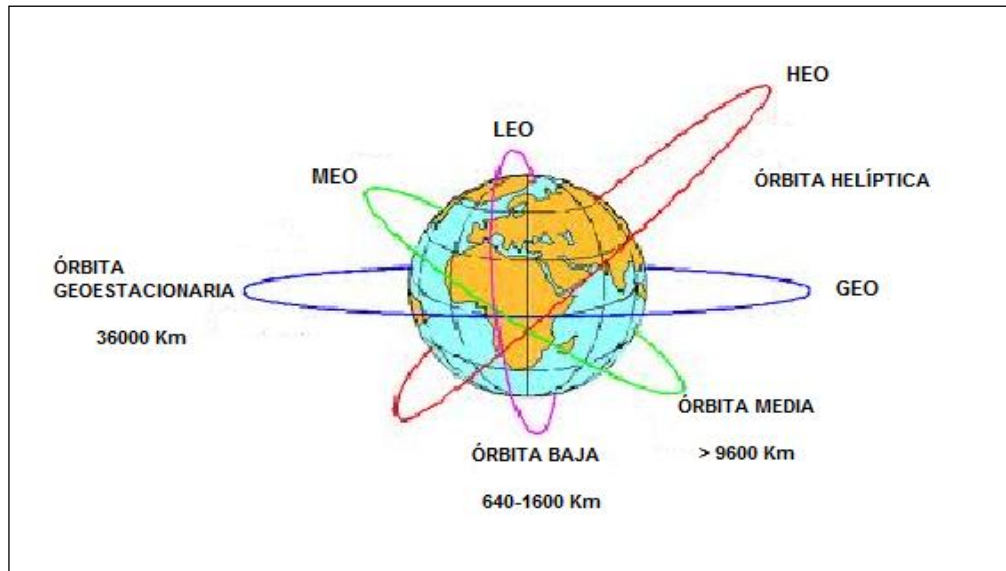 HEO
LEO
ÓRBITA HELÍPTICA
MEO
ÓRBITA
GEOESTACIONARIA
36000 Km
GEO
ÓRBITA MEDIA
> 9600 Km
ÓRBITA BAJA
640-1600 Km